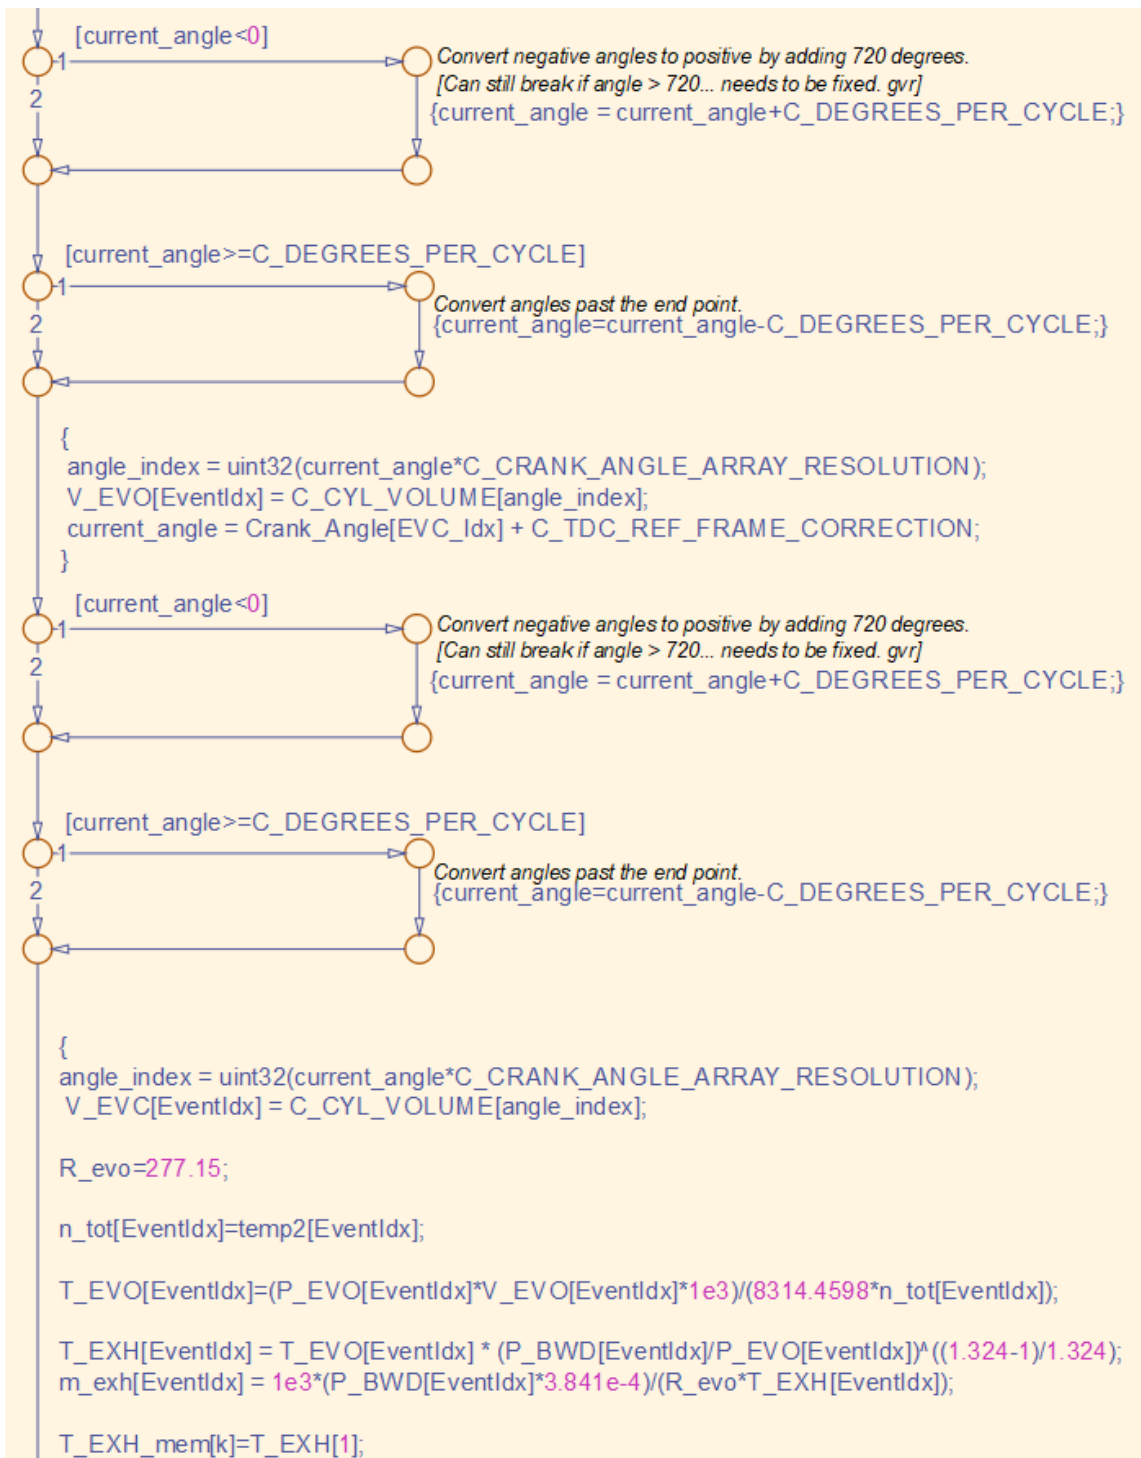 [current_angle<0]
1
Convert negative angles to positive by adding 720 degrees.
[Can still break if angle > 720... needs to be fixed. gvr]
2
{current_angle = current_angle+C_DEGREES_PER_CYCLE;}
[current_angle>=C_DEGREES_PER_CYCLE]
1
Convert angles past the end point.
2
{current_angle=current_angle-C_DEGREES_PER_CYCLE;}
{
angle_index = uint32(current_angle*C_CRANK_ANGLE_ARRAY_RESOLUTION);
V_EVO[EventIdx] = C_CYL_VOLUME[angle_index];
current_angle = Crank_Angle[EVC_Idx] + C_TDC_REF_FRAME_CORRECTION;
}
[current_angle<0]
1
Convert negative angles to positive by adding 720 degrees.
[Can still break if angle > 720... needs to be fixed. gvr]
2
{current_angle = current_angle+C_DEGREES_PER_CYCLE;}
[current_angle>=C_DEGREES_PER_CYCLE]
1
Convert angles past the end point.
2
{current_angle=current_angle-C_DEGREES_PER_CYCLE;}
{
angle_index = uint32(current_angle*C_CRANK_ANGLE_ARRAY_RESOLUTION);
V_EVC[EventIdx] = C_CYL_VOLUME[angle_index];
R_evo=277.15;
n_tot[EventIdx]=temp2[EventIdx];
T_EVO[EventIdx]=(P_EVO[EventIdx]*V_EVO[EventIdx]*1e3)/(8314.4598*n_tot[EventIdx]);
T_EXH[EventIdx] = T_EVO[EventIdx] * (P_BWD[EventIdx]/P_EVO[EventIdx])^((1.324-1)/1.324);
m_exh[EventIdx] = 1e3*(P_BWD[EventIdx]*3.841e-4)/(R_evo*T_EXH[EventIdx]);
T_EXH_mem[k]=T_EXH[1];